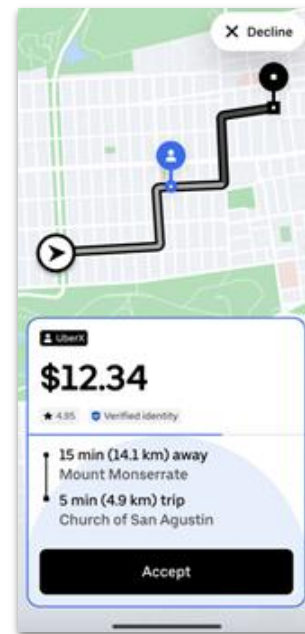 Decline
UberX
$12.34
4.95 Verified identity
15 min (14.1 km) away
Mount Monserrate
5 min (4.9 km) trip
Church of San Agustin
Accept